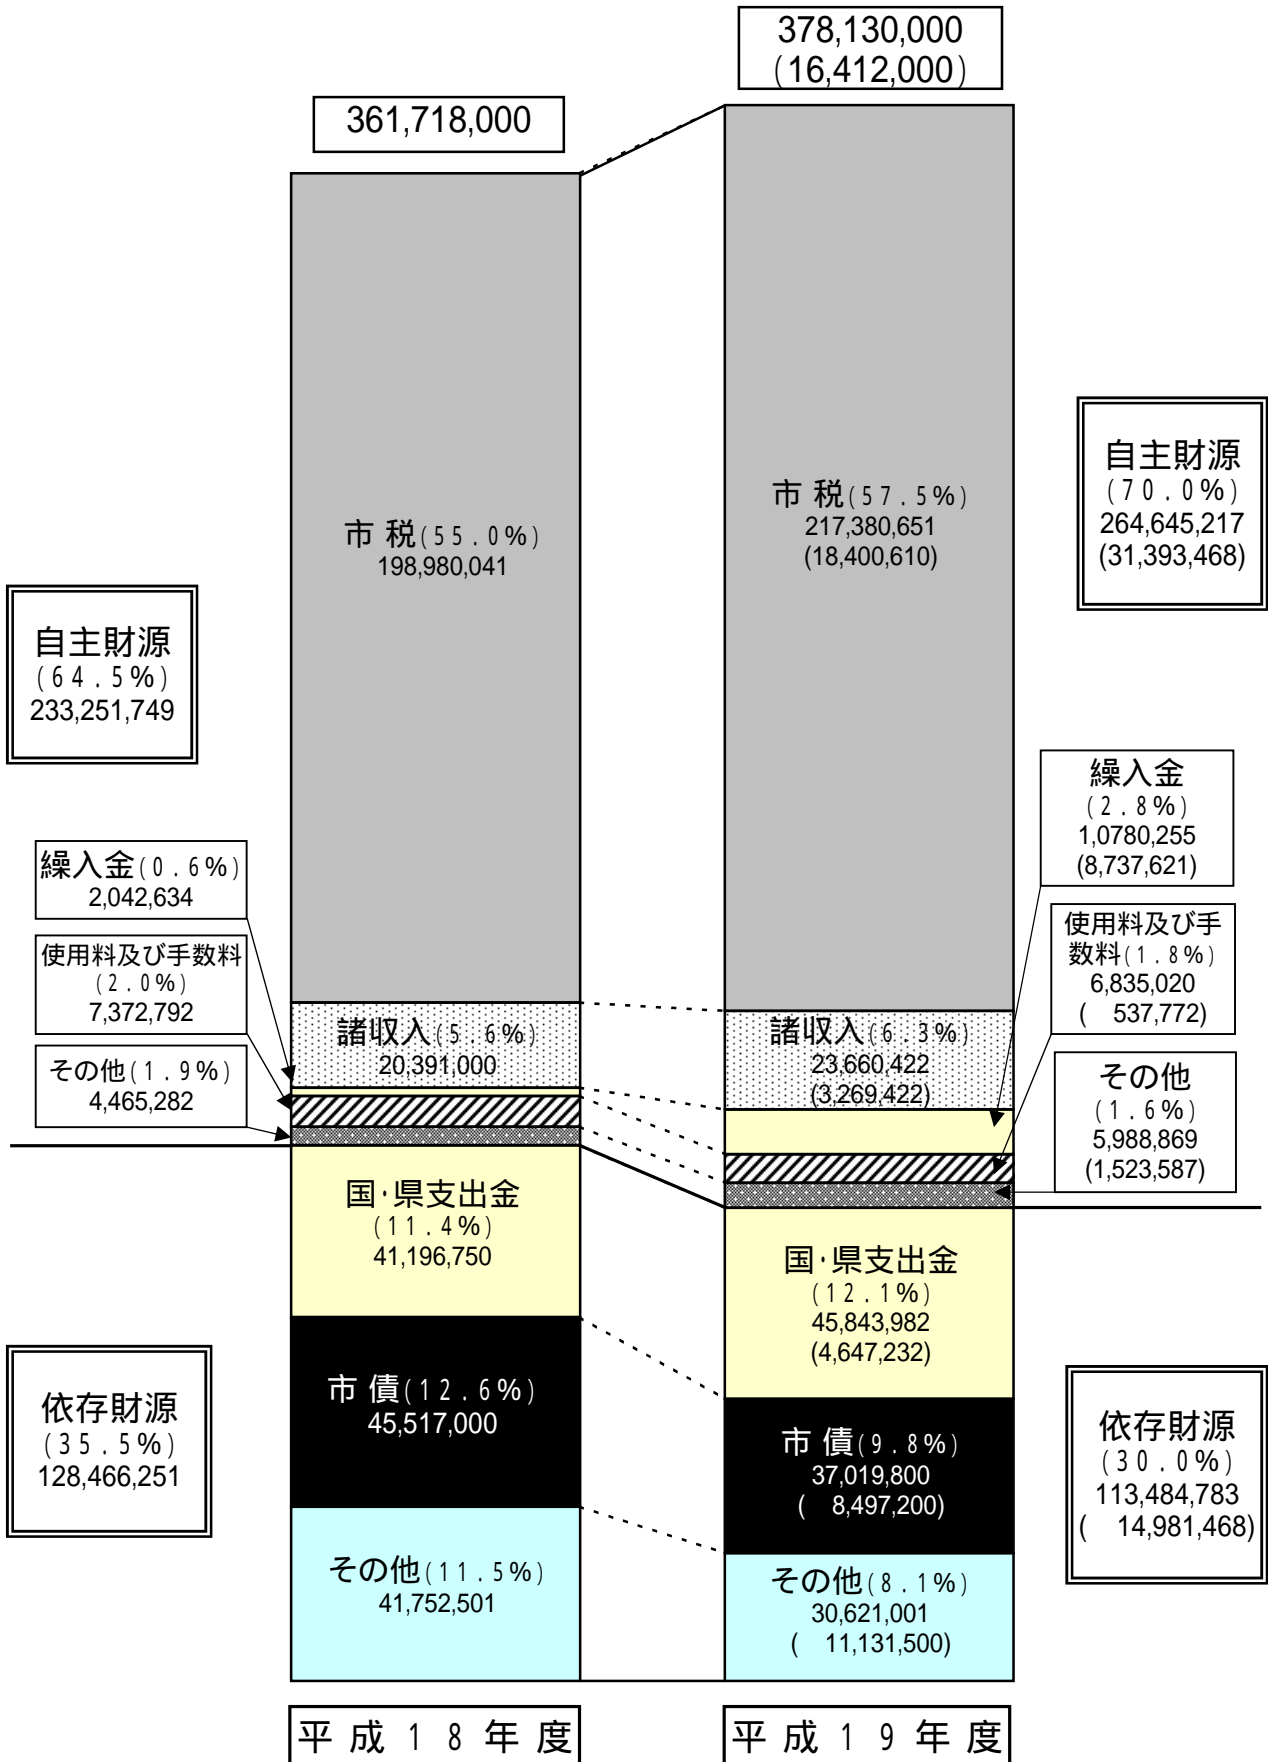 378,130,000
(16,412,000)
361,718,000
市 税(55.0%)
198,980,041
市 税(57.5%)
217,380,651
(18,400,610)
自主財源
(70.0%)
264,645,217
(31,393,468)
自主財源
(64.5%)
233,251,749
繰入金
(2.8%)
1,0780,255
(8,737,621)
繰入金(0.6%)
2,042,634
使用料及び手数料
(2.0%)
7,372,792
その他(1.9%)
4,465,282
使用料及び手
数料(1.8%)
6,835,020
(　537,772)
諸収入(5.6%)
20,391,000
諸収入(6.3%)
23,660,422
(3,269,422)
その他
(1.6%)
5,988,869
(1,523,587)
国･県支出金
(11.4%)
41,196,750
国･県支出金
(12.1%)
45,843,982
(4,647,232)
依存財源
(35.5%)
128,466,251
市 債(12.6%)
45,517,000
市 債(9.8%)
37,019,800
(　8,497,200)
依存財源
(30.0%)
113,484,783
(　14,981,468)
その他(11.5%)
41,752,501
その他(8.1%)
30,621,001
(　11,131,500)
平成18年度
平成19年度